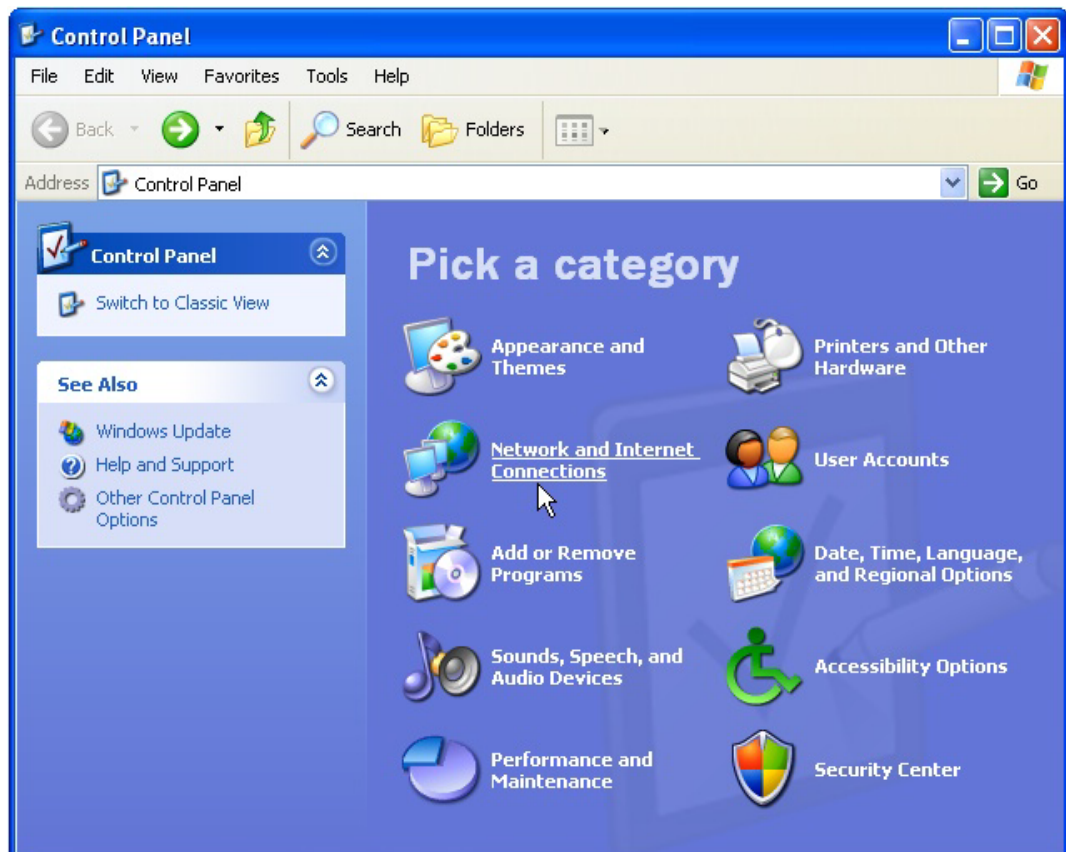 Control Panel
File Edit View Favorites Tools Help
Back Search Folders
Address Control Panel Go
Control Panel
Switch to Classic View
See Also
Windows Update
Help and Support
Other Control Panel
Options
Pick a category
Appearance and
Themes
Printers and Other
Hardware
Network and Internet
Connections
User Accounts
Add or Remove
Programs
Date, Time, Language,
and Regional Options
Sounds, Speech, and
Audio Devices
Accessibility Options
Performance and
Maintenance
Security Center